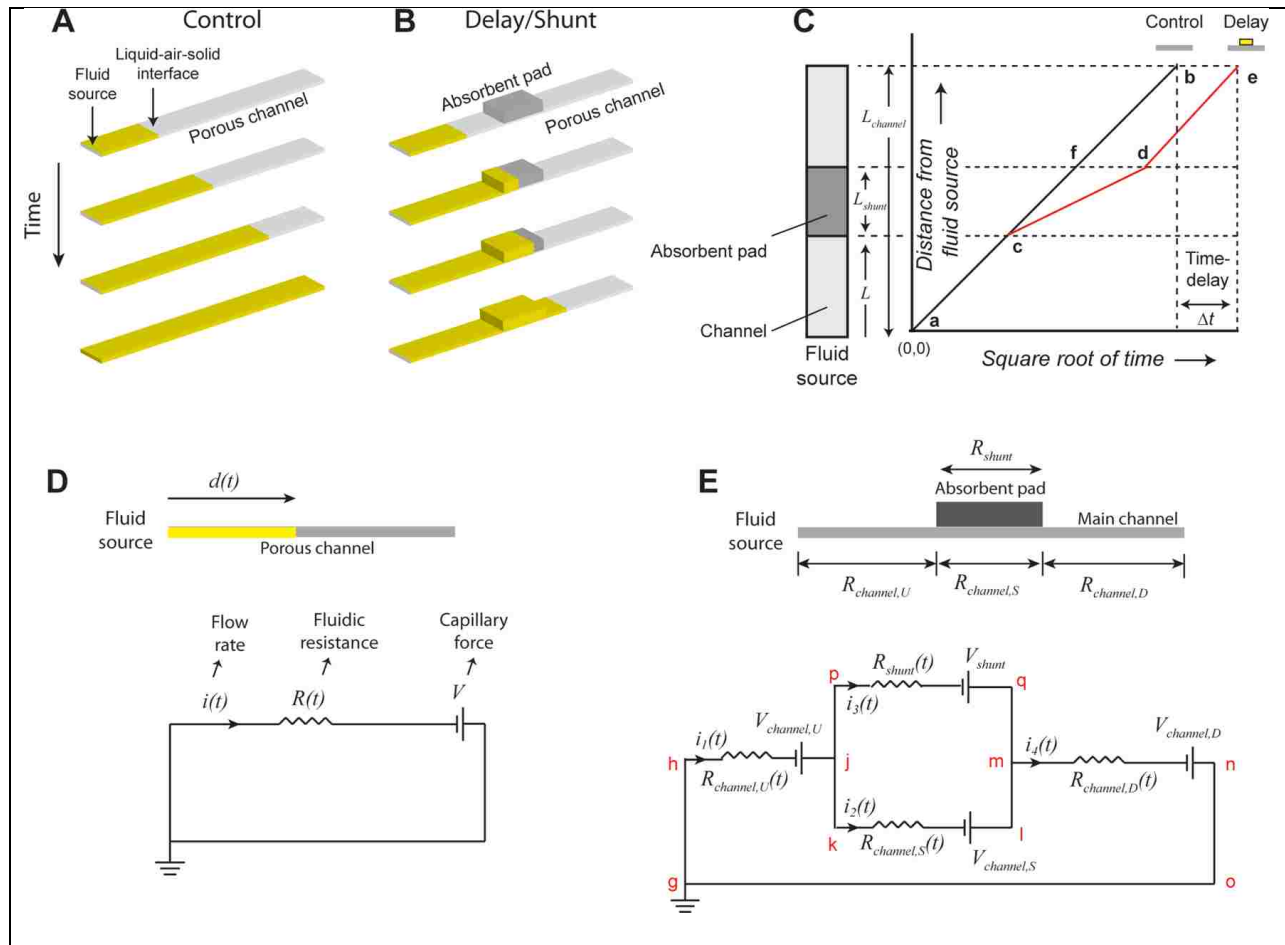 A
Control
Liquid-air-solid
interface
Fluid
source
Porous channel
Time
B
Delay/Shunt
Absorbent pad
Porous channel
C
Control
Delay
b
e
L_channel
Distance from
fluid source
f
d
L_shunt
Absorbent pad
c
Time-
delay
L
Channel
a
Δt
(0,0)
Fluid
source
Square root of time
D
d(t)
Fluid
source
Porous channel
Flow
rate
Fluidic
resistance
Capillary
force
i(t)
R(t)
V
E
R_shunt
Absorbent pad
Fluid
source
Main channel
R_channel,U
R_channel,S
R_channel,D
p
R_shunt(t)
V_shunt
q
i_3(t)
V_channel,U
V_channel,D
h
i_1(t)
j
m
i_4(t)
n
R_channel,U(t)
R_channel,D(t)
i_2(t)
k
R_channel,S(t)
l
V_channel,S
g
o